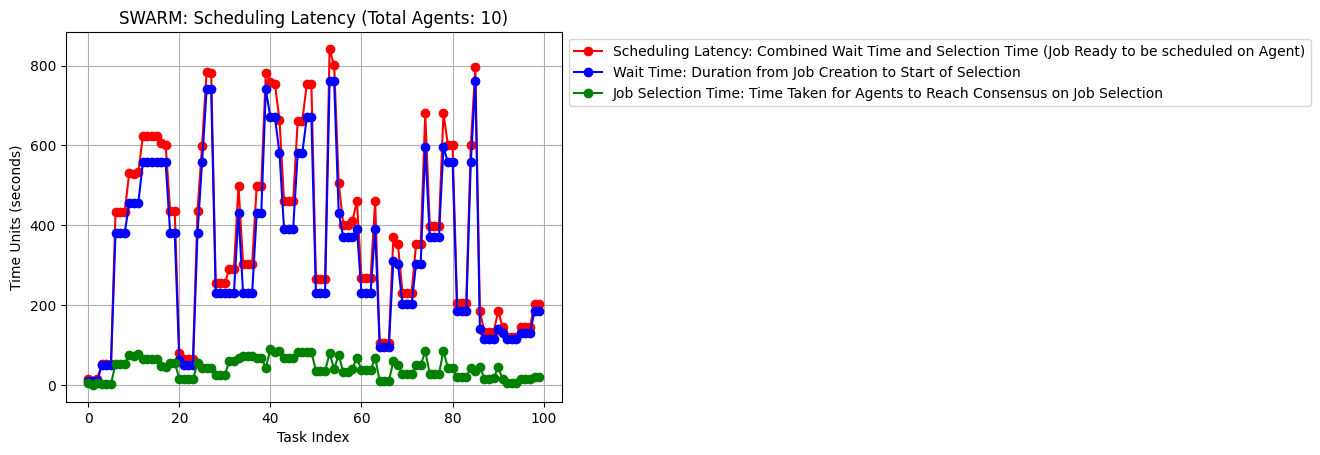 SWARM: Scheduling Latency (Total Agents: 10)
Scheduling Latency: Combined Wait Time and Selection Time (Job Ready to be scheduled on Agent)
Wait Time: Duration from Job Creation to Start of Selection
Job Selection Time: Time Taken for Agents to Reach Consensus on Job Selection
Time Units (seconds)
800
600
400
200
0
0 20 40 60 80 100
Task Index